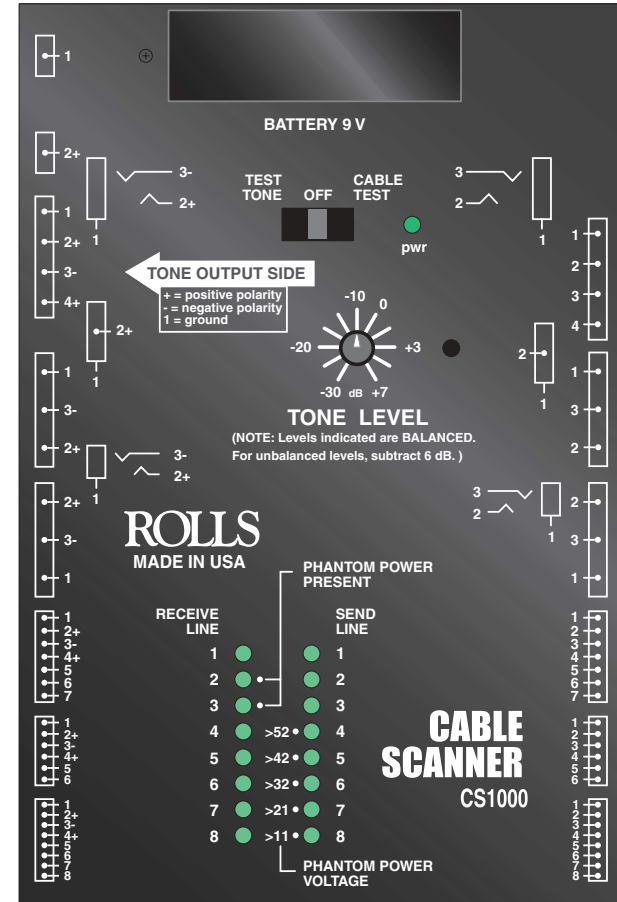 1
BATTERY 9 V
2+
3-
2+
1
TEST TONE
OFF
CABLE TEST
pwr
3
2
1
1
2+
3-
4+
TONE OUTPUT SIDE
+ = positive polarity
- = negative polarity
1 = ground
1
2
3
4
2+
1
-10
0
-20
+3
-30
dB
+7
2
1
TONE LEVEL
(NOTE: Levels indicated are BALANCED.
For unbalanced levels, subtract 6 dB. )
1
3-
2+
1
3
2
3-
2+
1
3
2
1
2+
3-
1
2
3
1
ROLLS
MADE IN USA
PHANTOM POWER
PRESENT
RECEIVE
LINE
SEND
LINE
1 1
2 2
3 3
4 >52 4
5 >42 5
6 >32 6
7 >21 7
8 >11 8
PHANTOM POWER
VOLTAGE
CABLE
SCANNER
CS1000
1
2+
3-
4+
5
6
7
1
2
3
4
5
6
7
1
2+
3-
4+
5
6
1
2
3
4
5
6
1
2+
3-
4+
5
6
7
8
1
2
3
4
5
6
7
8